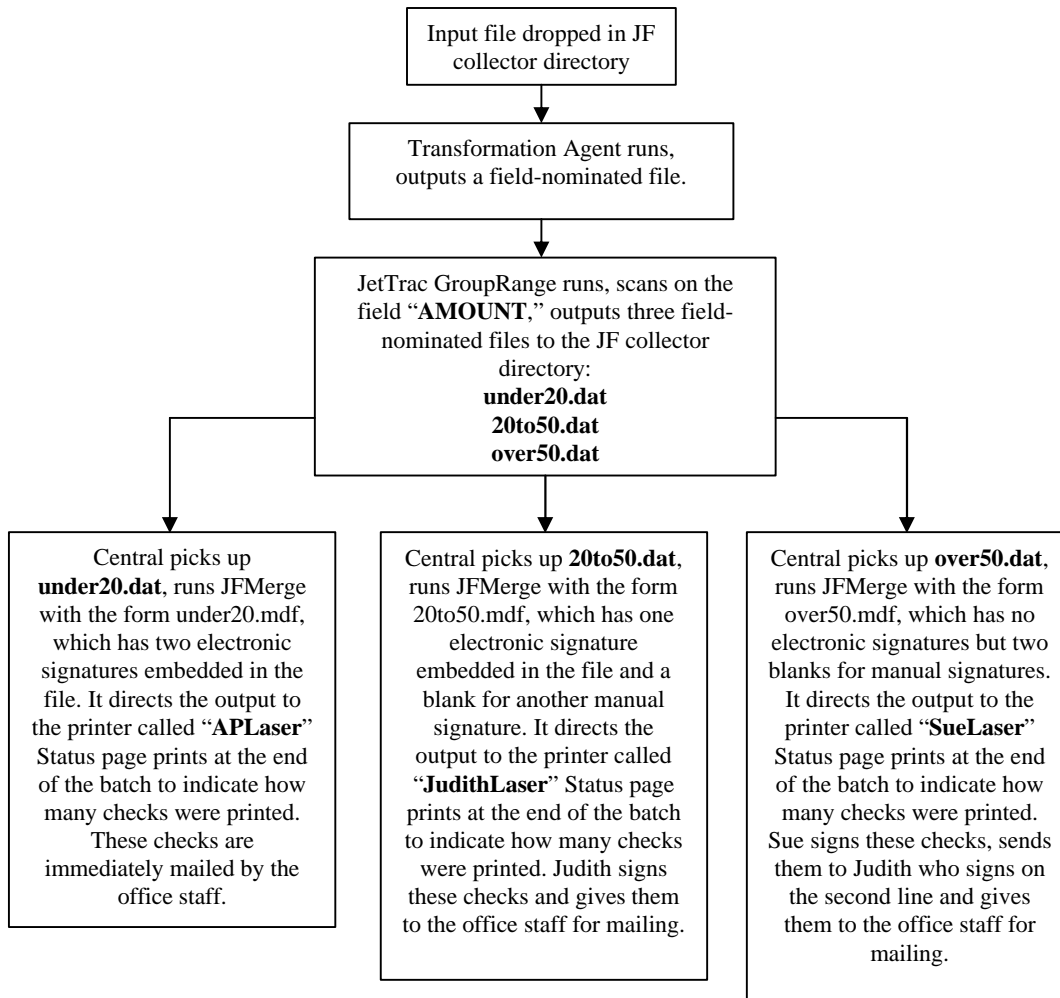 Input file dropped in JF
collector directory
Transformation Agent runs,
outputs a field-nominated file.
JetTrac GroupRange runs, scans on the
field “AMOUNT,” outputs three field-
nominated files to the JF collector
directory:
under20.dat
20to50.dat
over50.dat
Central picks up
under20.dat, runs JFMerge
with the form under20.mdf,
which has two electronic
signatures embedded in the
file. It directs the output to
the printer called “APLaser”
Status page prints at the end
of the batch to indicate how
many checks were printed.
These checks are
immediately mailed by the
office staff.
Central picks up 20to50.dat,
runs JFMerge with the form
20to50.mdf, which has one
electronic signature
embedded in the file and a
blank for another manual
signature. It directs the
output to the printer called
“JudithLaser” Status page
prints at the end of the batch
to indicate how many checks
were printed. Judith signs
these checks and gives them
to the office staff for mailing.
Central picks up over50.dat,
runs JFMerge with the form
over50.mdf, which has no
electronic signatures but two
blanks for manual signatures.
It directs the output to the
printer called “SueLaser”
Status page prints at the end
of the batch to indicate how
many checks were printed.
Sue signs these checks, sends
them to Judith who signs on
the second line and gives
them to the office staff for
mailing.